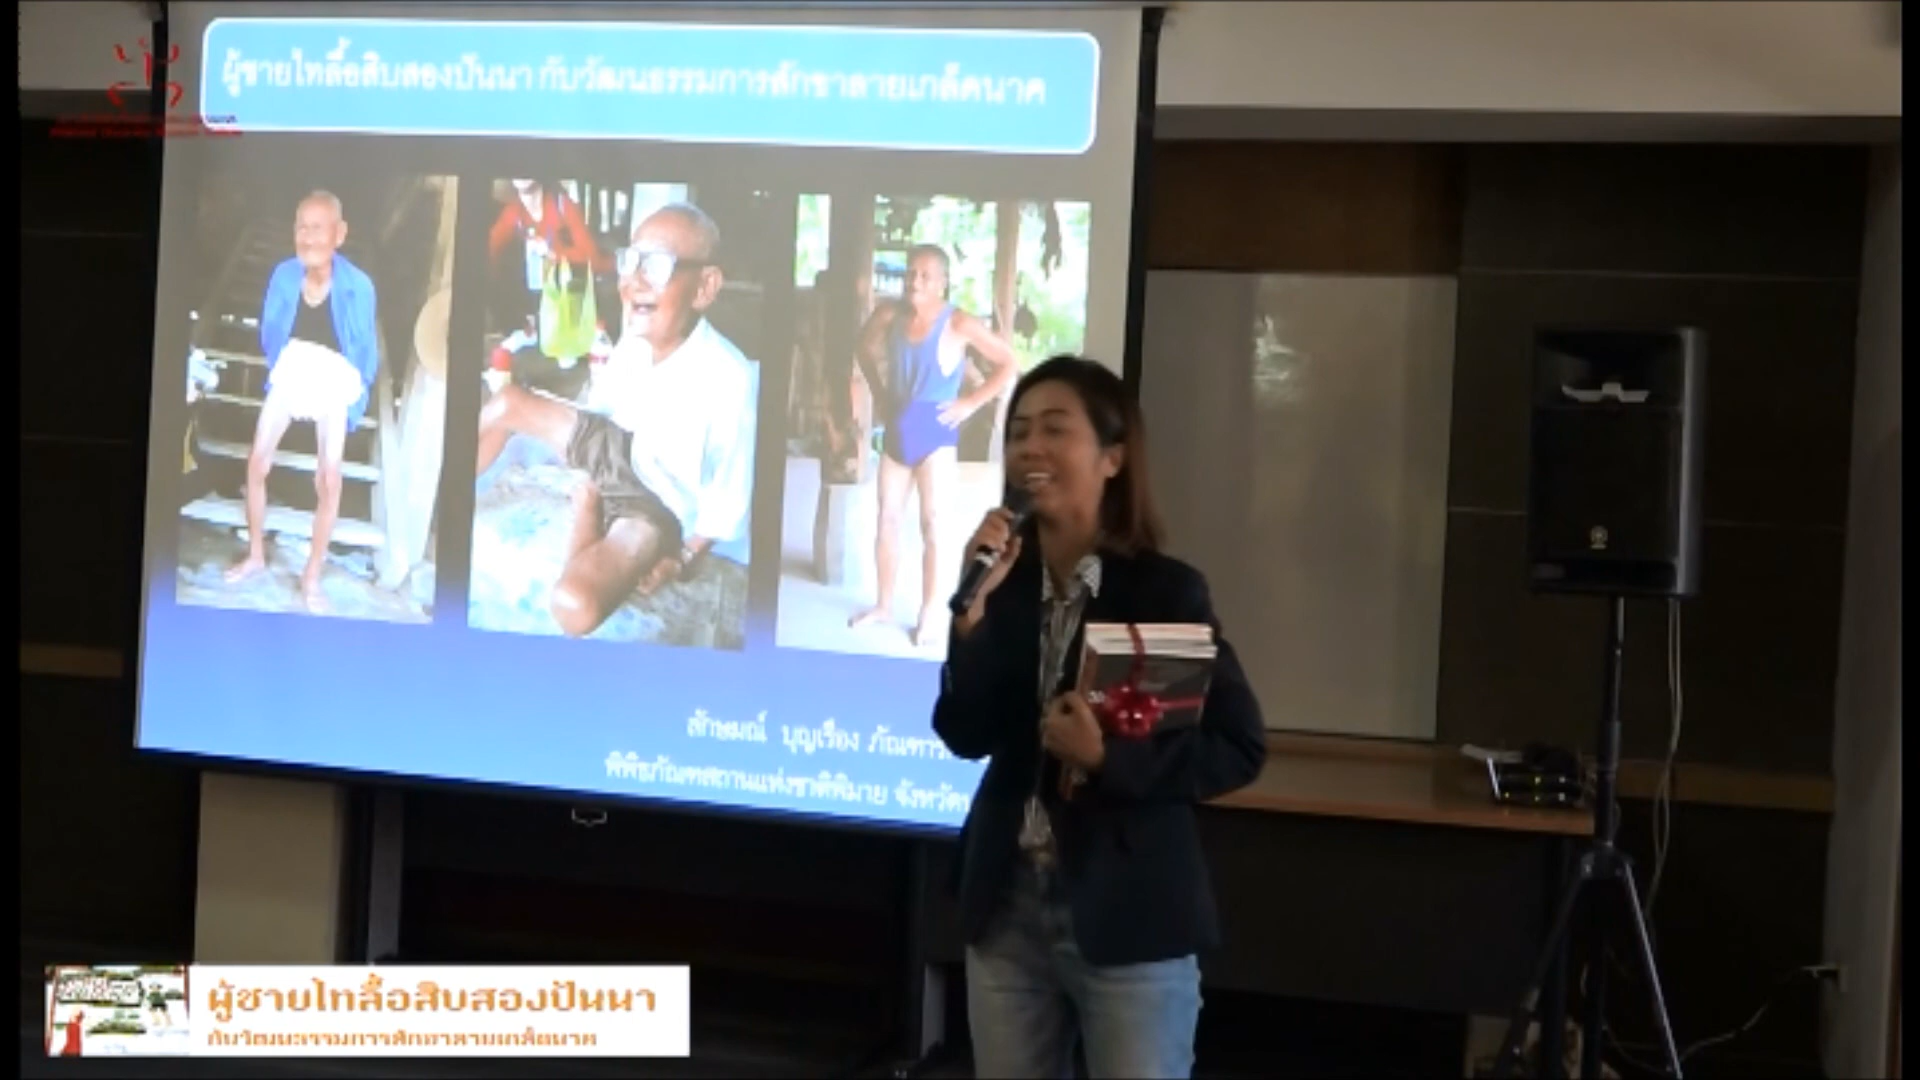 ผู้ชายไทลื้อสิบสองปันนา กับวัฒนธรรมการสักขาลายเกล็ดนาค
ลักษมณ์ บุญเรือง
พิพิธภัณฑสถานแห่งชาติพิมาย จังหวัด
ผู้ชายไทลื้อสิบสองปันนา
กับวัฒนธรรมการสักขาลายเกล็ดนาค